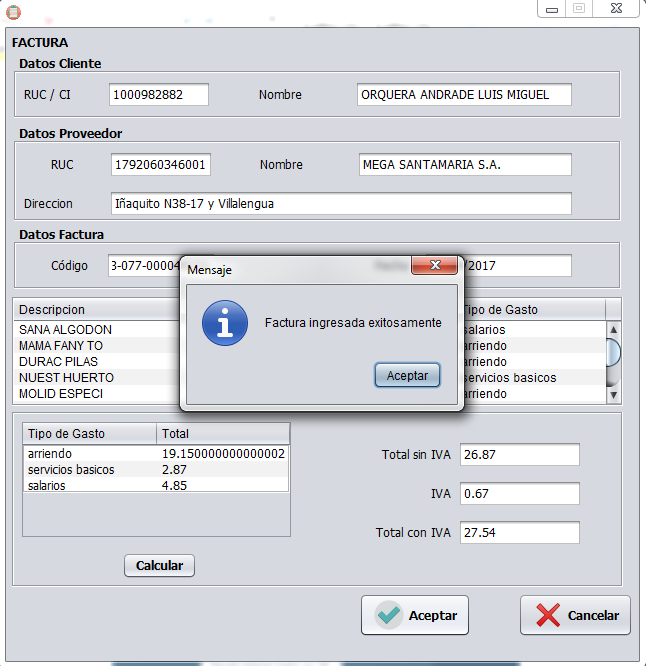 FACTURA
Datos Cliente
RUC / CI 1000982882 Nombre ORQUERA ANDRADE LUIS MIGUEL
Datos Proveedor
RUC 1792060346001 Nombre MEGA SANTAMARIA S.A.
Direccion Iñaquito N38-17 y Villalengua
Datos Factura
Código 3-077-00004 /2017
Mensaje
Factura ingresada exitosamente
Aceptar
Descripcion Tipo de Gasto
SANA ALGODON salarios
MAMA FANY TO arriendo
DURAC PILAS arriendo
NUEST HUERTO servicios basicos
MOLID ESPECI arriendo
Tipo de Gasto Total
arriendo 19.150000000000002
servicios basicos 2.87
salarios 4.85
Calcular
Total sin IVA 26.87
IVA 0.67
Total con IVA 27.54
Aceptar Cancelar